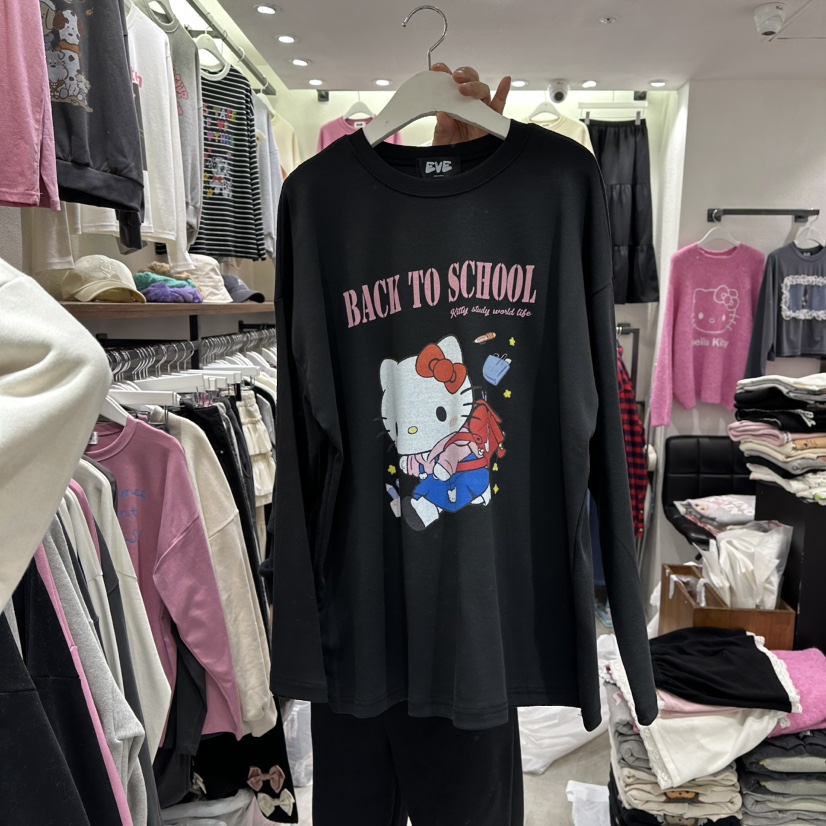 EVE
BACK TO SCHOOL
Kitty study world life
Hello Kitty